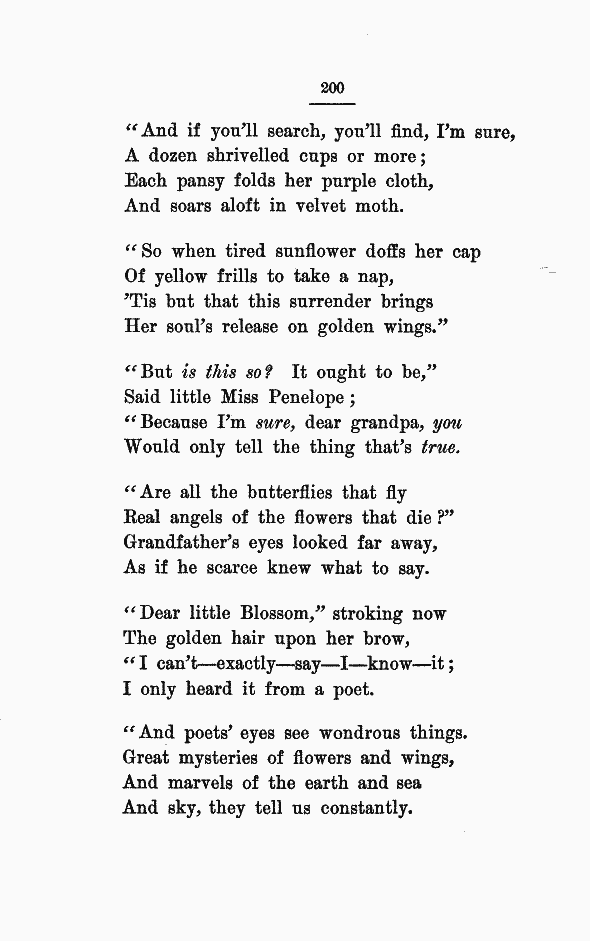 200
“And if you’ll search, you’ll find, I’m sure,
A dozen shrivelled cups or more;
Each pansy folds her purple cloth,
And soars aloft in velvet moth.
“So when tired sunflower doffs her cap
Of yellow frills to take a nap,
’Tis but that this surrender brings
Her soul’s release on golden wings.”
“But is this so? It ought to be,”
Said little Miss Penelope;
“Because I’m sure, dear grandpa, you
Would only tell the thing that’s true.
“Are all the butterflies that fly
Real angels of the flowers that die?”
Grandfather’s eyes looked far away,
As if he scarce knew what to say.
“Dear little Blossom,” stroking now
The golden hair upon her brow,
“I can’t—exactly—say—I—know—it;
I only heard it from a poet.
“And poets’ eyes see wondrous things.
Great mysteries of flowers and wings,
And marvels of the earth and sea
And sky, they tell us constantly.